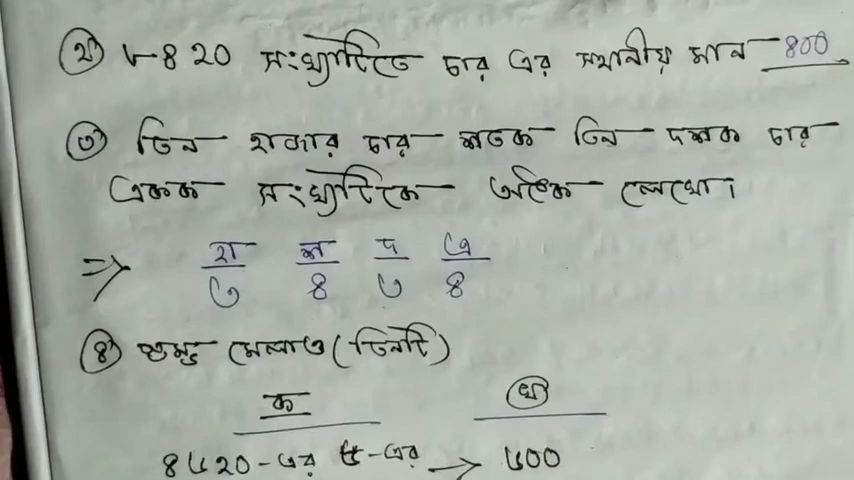 ২) ৮৪২০ সংখ্যাটিতে চার এর স্থানীয় মান ৪০০
৩) তিন হাজার চার শতক তিন দশক চার
একক সংখ্যাটিকে অঙ্কে লেখো।
⇒ হা শ দ এ
৩ ৪ ৩ ৪
৪) স্তম্ভ মেলাও (তিনটি)
ক খ
৪৬২০-এর ৬-এর → ৬০০